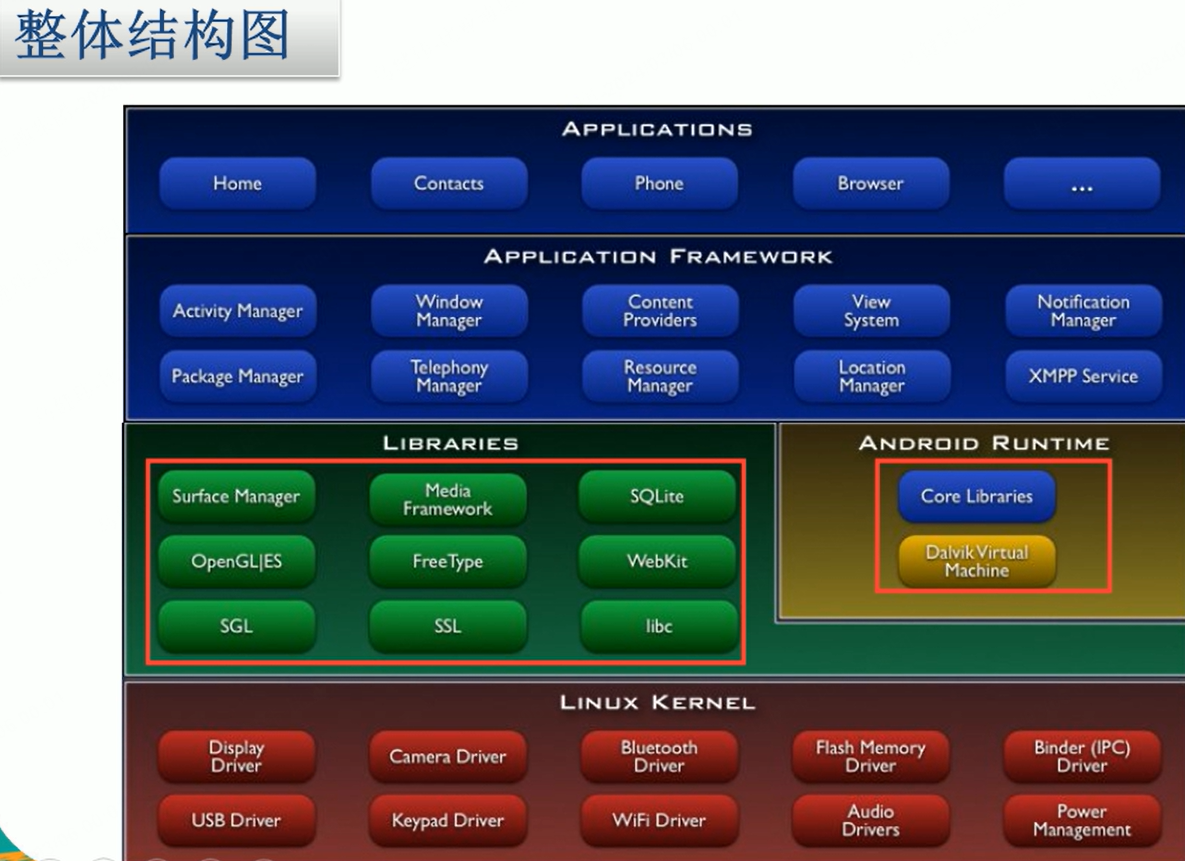 整体结构图
APPLICATIONS
Home
Contacts
Phone
Browser
...
APPLICATION FRAMEWORK
Activity Manager
Window
Manager
Content
Providers
View
System
Notification
Manager
Package Manager
Telephony
Manager
Resource
Manager
Location
Manager
XMPP Service
LIBRARIES
Surface Manager
Media
Framework
SQLite
OpenGL|ES
FreeType
WebKit
SGL
SSL
libc
ANDROID RUNTIME
Core Libraries
Dalvik Virtual
Machine
LINUX KERNEL
Display
Driver
Camera Driver
Bluetooth
Driver
Flash Memory
Driver
Binder (IPC)
Driver
USB Driver
Keypad Driver
WiFi Driver
Audio
Drivers
Power
Management